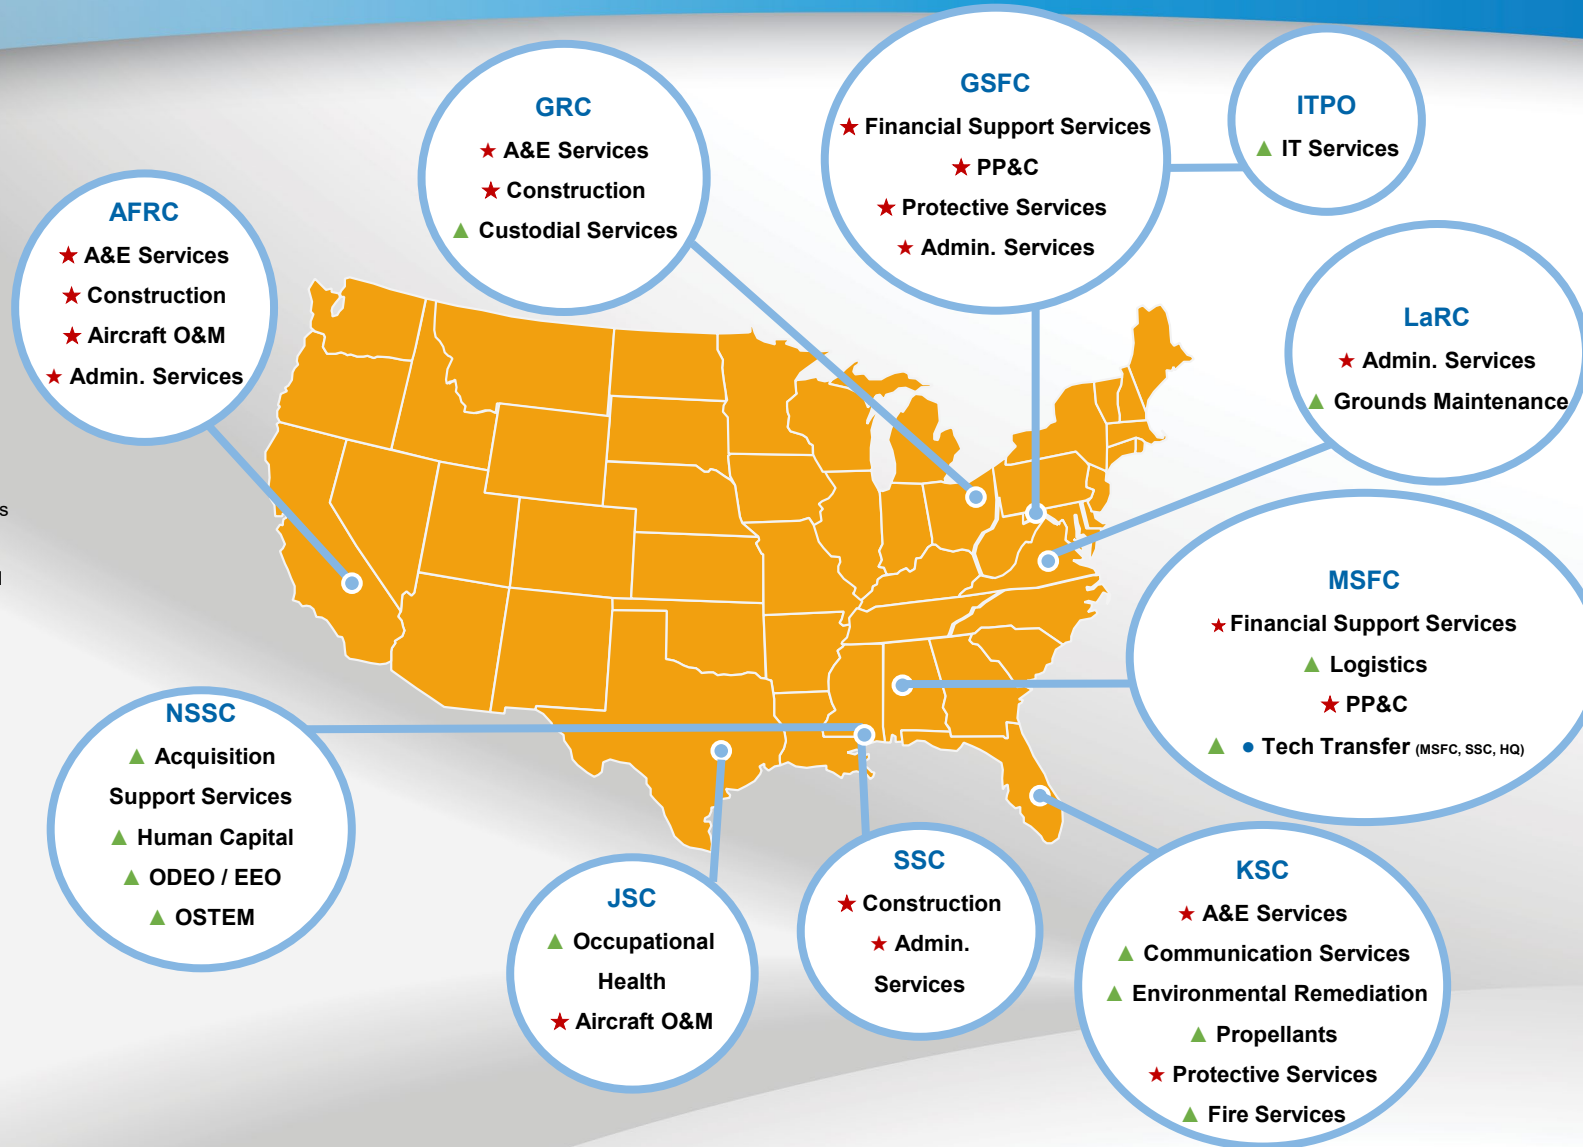 GSFC
★ Financial Support Services
★ PP&C
★ Protective Services
★ Admin. Services
ITPO
▲ IT Services
GRC
★ A&E Services
★ Construction
▲ Custodial Services
AFRC
★ A&E Services
★ Construction
★ Aircraft O&M
★ Admin. Services
LaRC
★ Admin. Services
▲ Grounds Maintenance
MSFC
★ Financial Support Services
▲ Logistics
★ PP&C
▲ ● Tech Transfer (MSFC, SSC, HQ)
NSSC
▲ Acquisition
Support Services
▲ Human Capital
▲ ODEO / EEO
▲ OSTEM
JSC
▲ Occupational
Health
★ Aircraft O&M
SSC
★ Construction
★ Admin.
Services
KSC
★ A&E Services
▲ Communication Services
▲ Environmental Remediation
▲ Propellants
★ Protective Services
▲ Fire Services